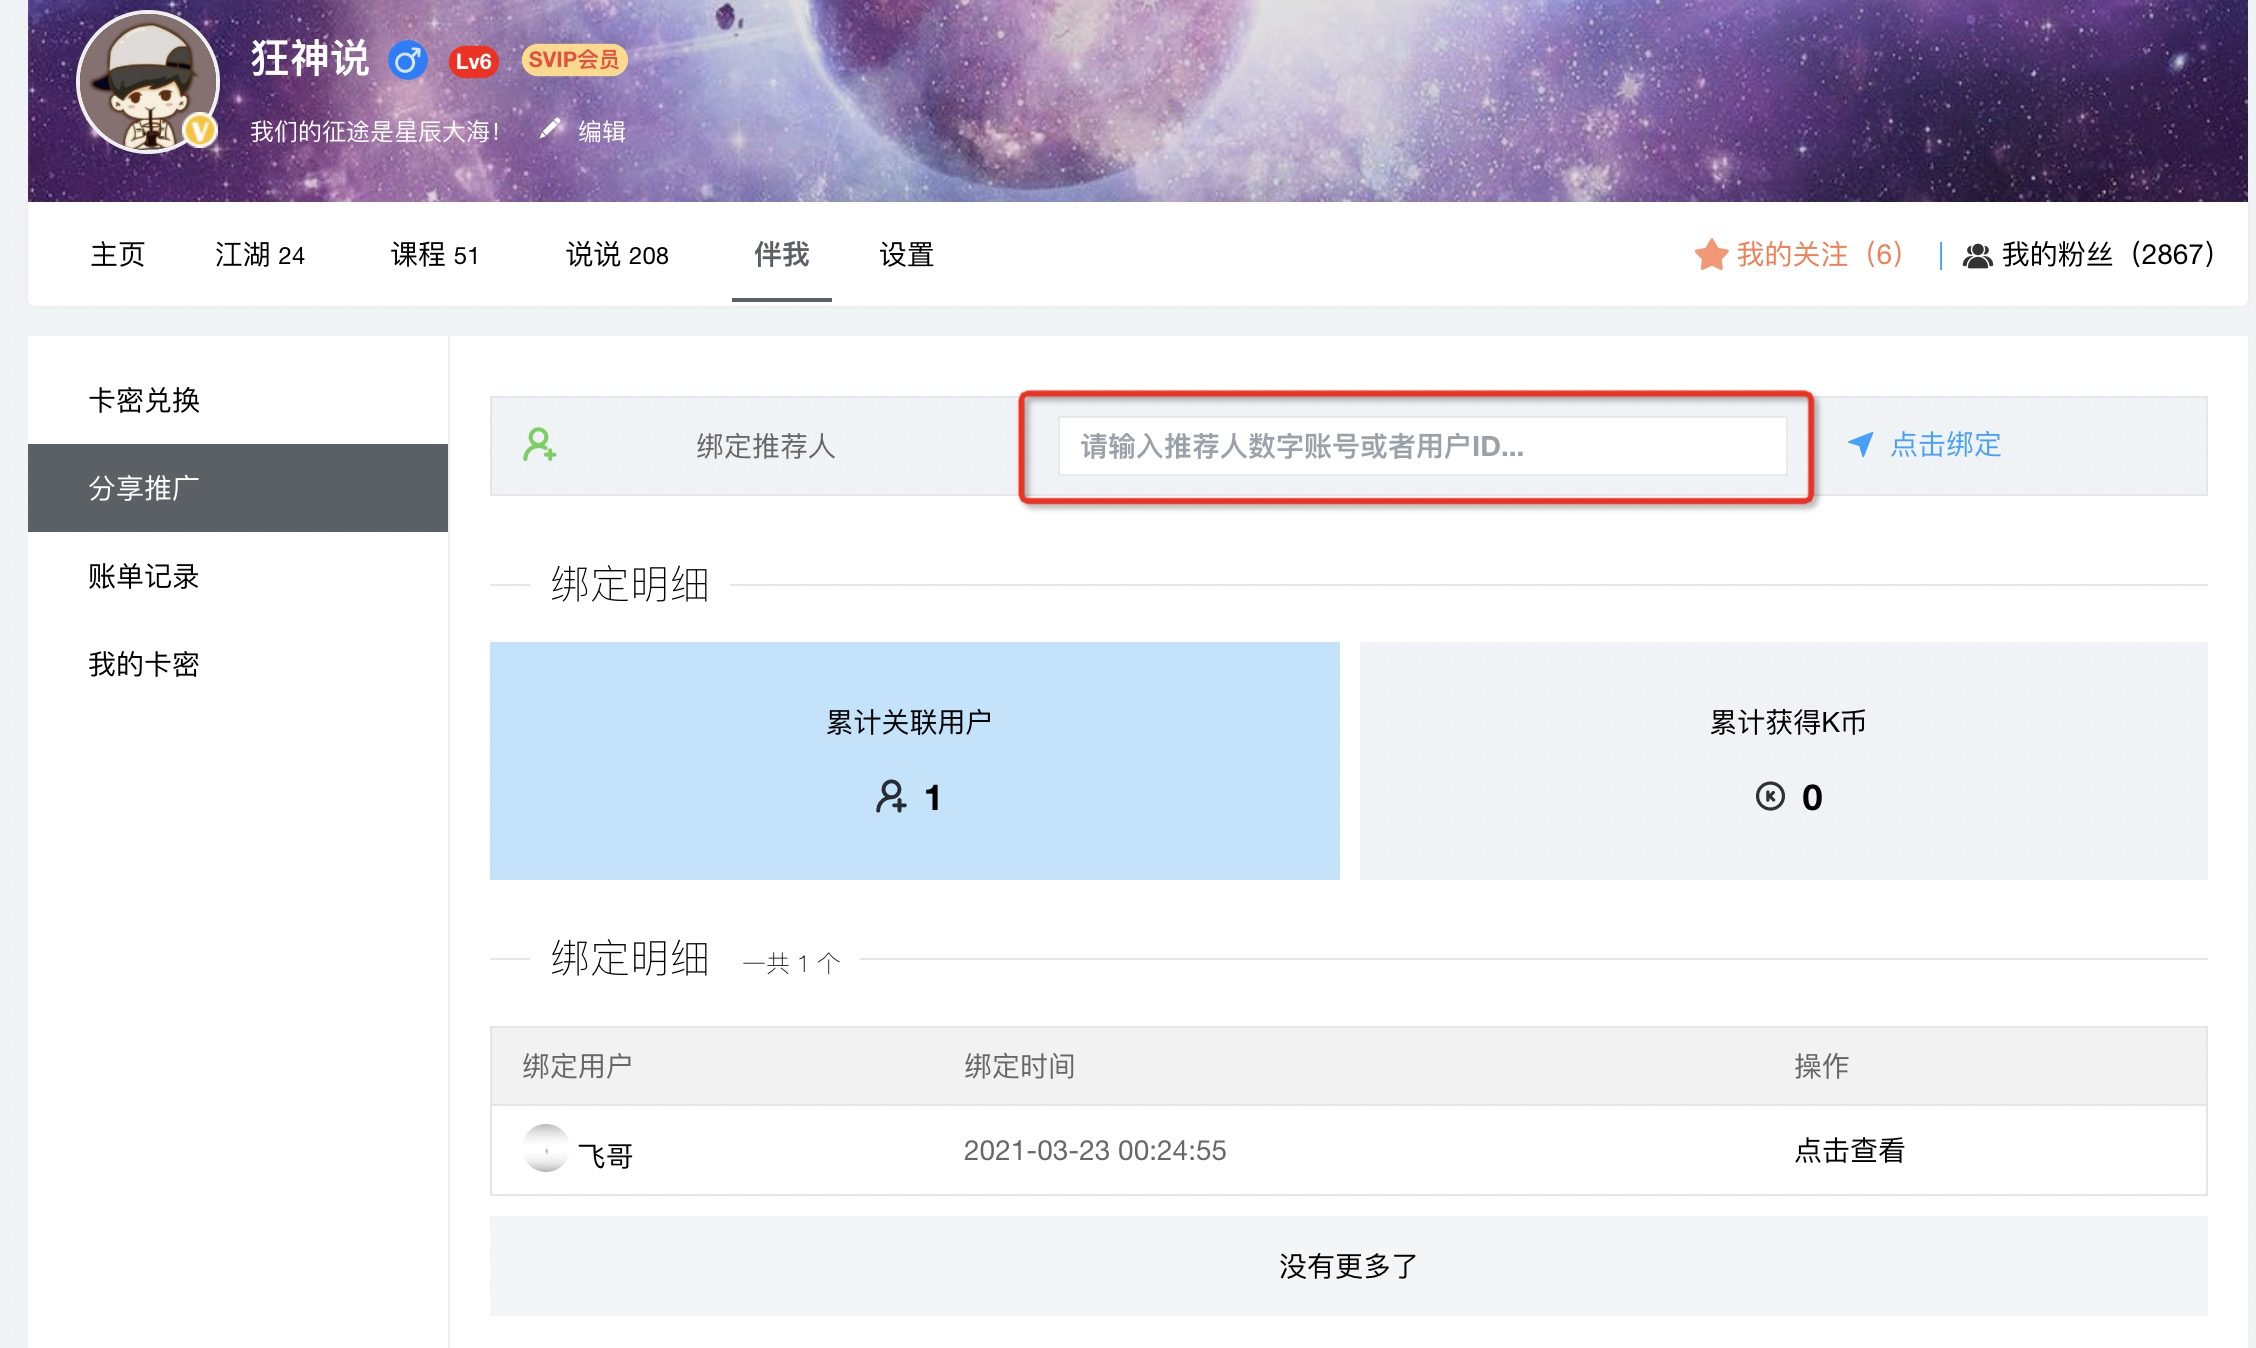 狂神说 Lv6 SVIP会员
V
我们的征途是星辰大海! 编辑
主页 江湖 24 课程 51 说说 208 伴我 设置 我的关注（6） | 我的粉丝（2867）
卡密兑换
分享推广
账单记录
我的卡密
绑定推荐人 请输入推荐人数字账号或者用户ID... 点击绑定
绑定明细
累计关联用户
1
累计获得K币
K 0
绑定明细 一共 1 个
绑定用户 绑定时间 操作
飞哥 2021-03-23 00:24:55 点击查看
没有更多了